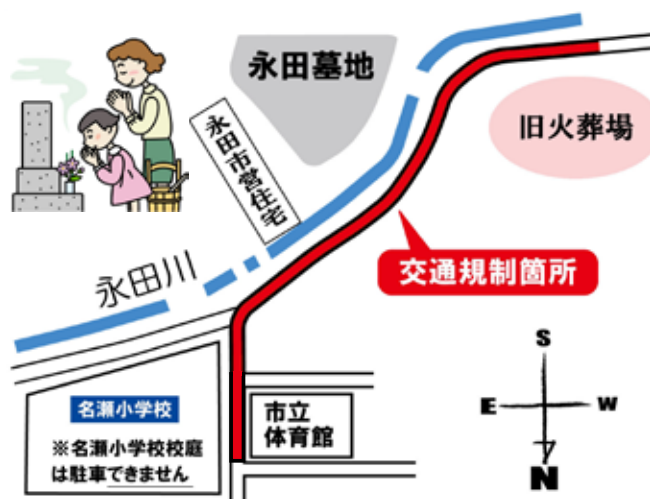 永田墓地
旧火葬場
永田市営住宅
永田川
交通規制箇所
名瀬小学校
※名瀬小学校校庭
は駐車できません
市立
体育館
S
E
W
N